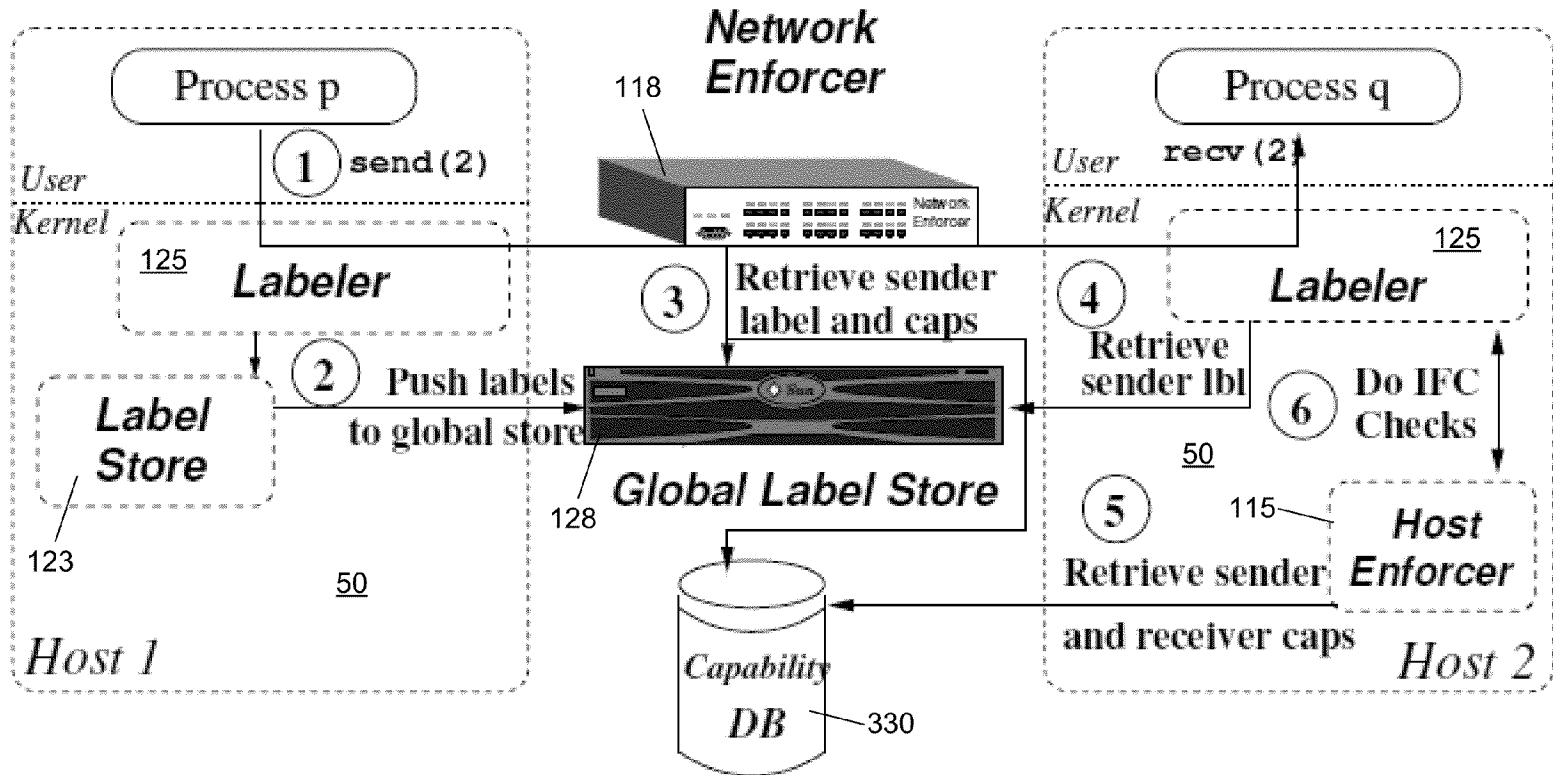 Network
Enforcer
118
Process p
Process q
1
send(2)
recv(2)
User
Kernel
User
Kernel
Network
Enforcer
125
Labeler
125
Labeler
3
Retrieve sender
label and caps
4
Retrieve
sender lbl
2
Push labels
to global store
Sun
6
Do IFC
Checks
Label
Store
123
50
Host 1
128
Global Label Store
50
5
Retrieve sender
and receiver caps
115
Host
Enforcer
Host 2
Capability
DB
330